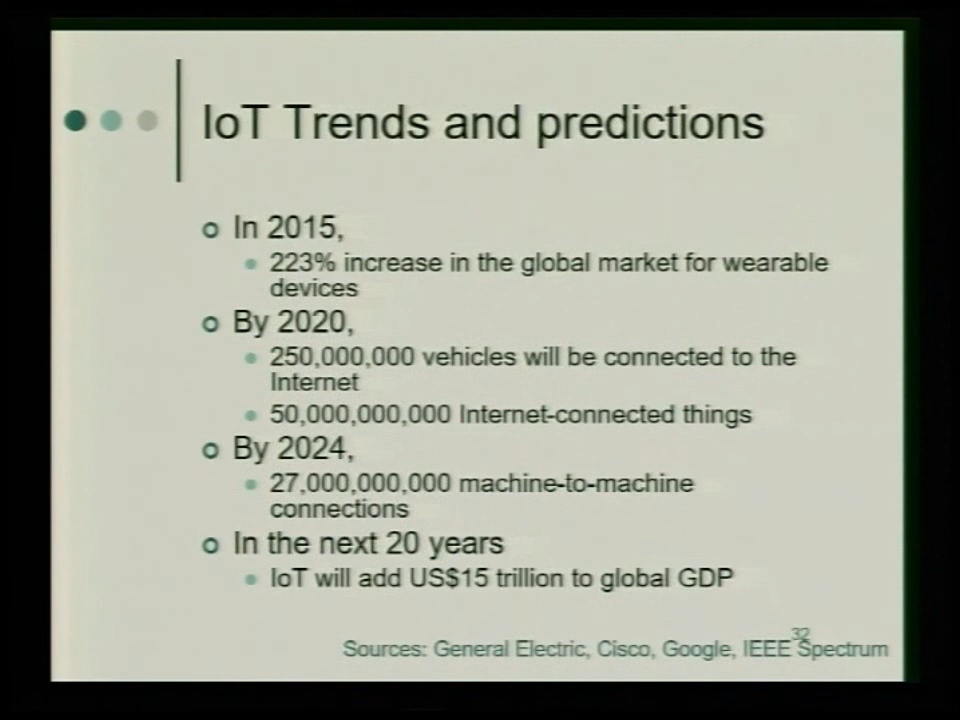 IoT Trends and predictions
In 2015,
223% increase in the global market for wearable
devices
By 2020,
250,000,000 vehicles will be connected to the
Internet
50,000,000,000 Internet-connected things
By 2024,
27,000,000,000 machine-to-machine
connections
In the next 20 years
IoT will add US$15 trillion to global GDP
32
Sources: General Electric, Cisco, Google, IEEE Spectrum